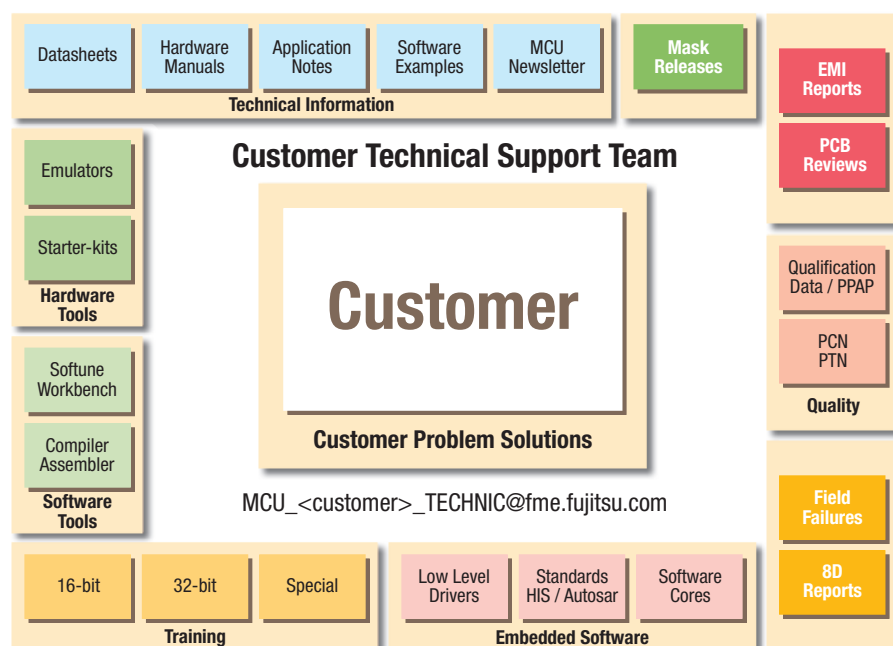 Datasheets
Hardware
Manuals
Application
Notes
Software
Examples
MCU
Newsletter
Technical Information
Mask
Releases
EMI
Reports
PCB
Reviews
Emulators
Starter-kits
Hardware
Tools
Customer Technical Support Team
Customer
Customer Problem Solutions
MCU_<customer>_TECHNIC@fme.fujitsu.com
Qualification
Data / PPAP
PCN
PTN
Quality
Softune
Workbench
Compiler
Assembler
Software
Tools
Field
Failures
8D
Reports
16-bit
32-bit
Special
Training
Low Level
Drivers
Standards
HIS / Autosar
Software
Cores
Embedded Software